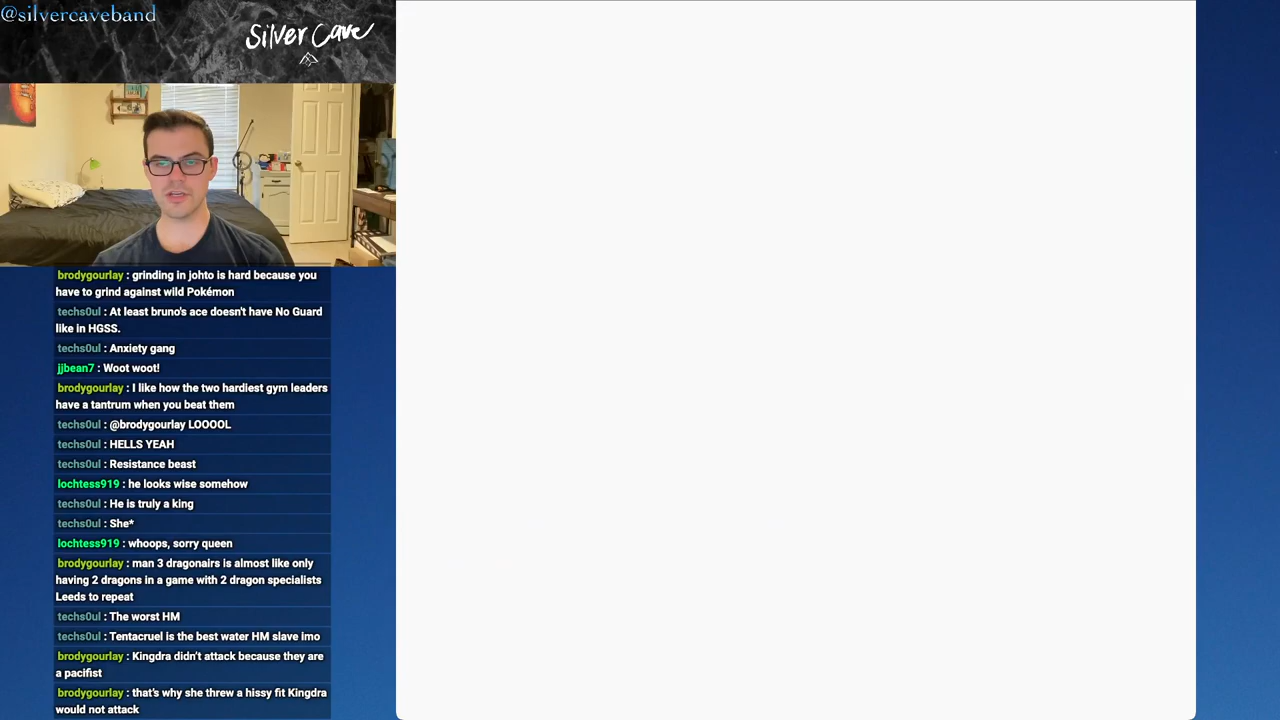 @silvercaveband
Silver Cave
brodygourlay : grinding in johto is hard because you
have to grind against wild Pokémon
techs0ul : At least bruno's ace doesn't have No Guard
like in HGSS.
techs0ul : Anxiety gang
jjbean7 : Woot woot!
brodygourlay : I like how the two hardiest gym leaders
have a tantrum when you beat them
techs0ul : @brodygourlay LOOOOL
techs0ul : HELLS YEAH
techs0ul : Resistance beast
lochtess919 : he looks wise somehow
techs0ul : He is truly a king
techs0ul : She*
lochtess919 : whoops, sorry queen
brodygourlay : man 3 dragonairs is almost like only
having 2 dragons in a game with 2 dragon specialists
Leeds to repeat
techs0ul : The worst HM
techs0ul : Tentacruel is the best water HM slave imo
brodygourlay : Kingdra didn't attack because they are
a pacifist
brodygourlay : that's why she threw a hissy fit Kingdra
would not attack